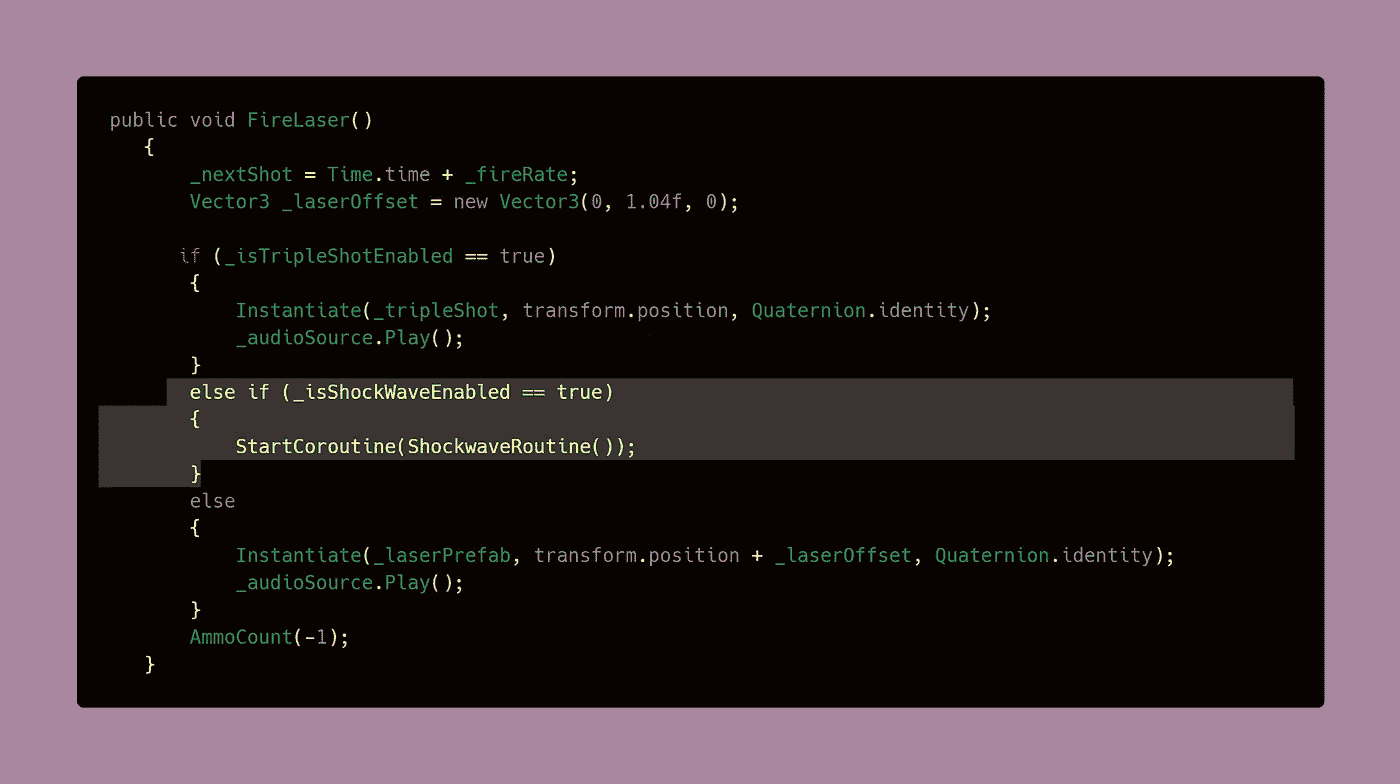 public void FireLaser()
{
_nextShot = Time.time + _fireRate;
Vector3 _laserOffset = new Vector3(0, 1.04f, 0);
if (_isTripleShotEnabled == true)
{
Instantiate(_tripleShot, transform.position, Quaternion.identity);
_audioSource.Play();
}
else if (_isShockWaveEnabled == true)
{
StartCoroutine(ShockwaveRoutine());
}
else
{
Instantiate(_laserPrefab, transform.position + _laserOffset, Quaternion.identity);
_audioSource.Play();
}
AmmoCount(-1);
}